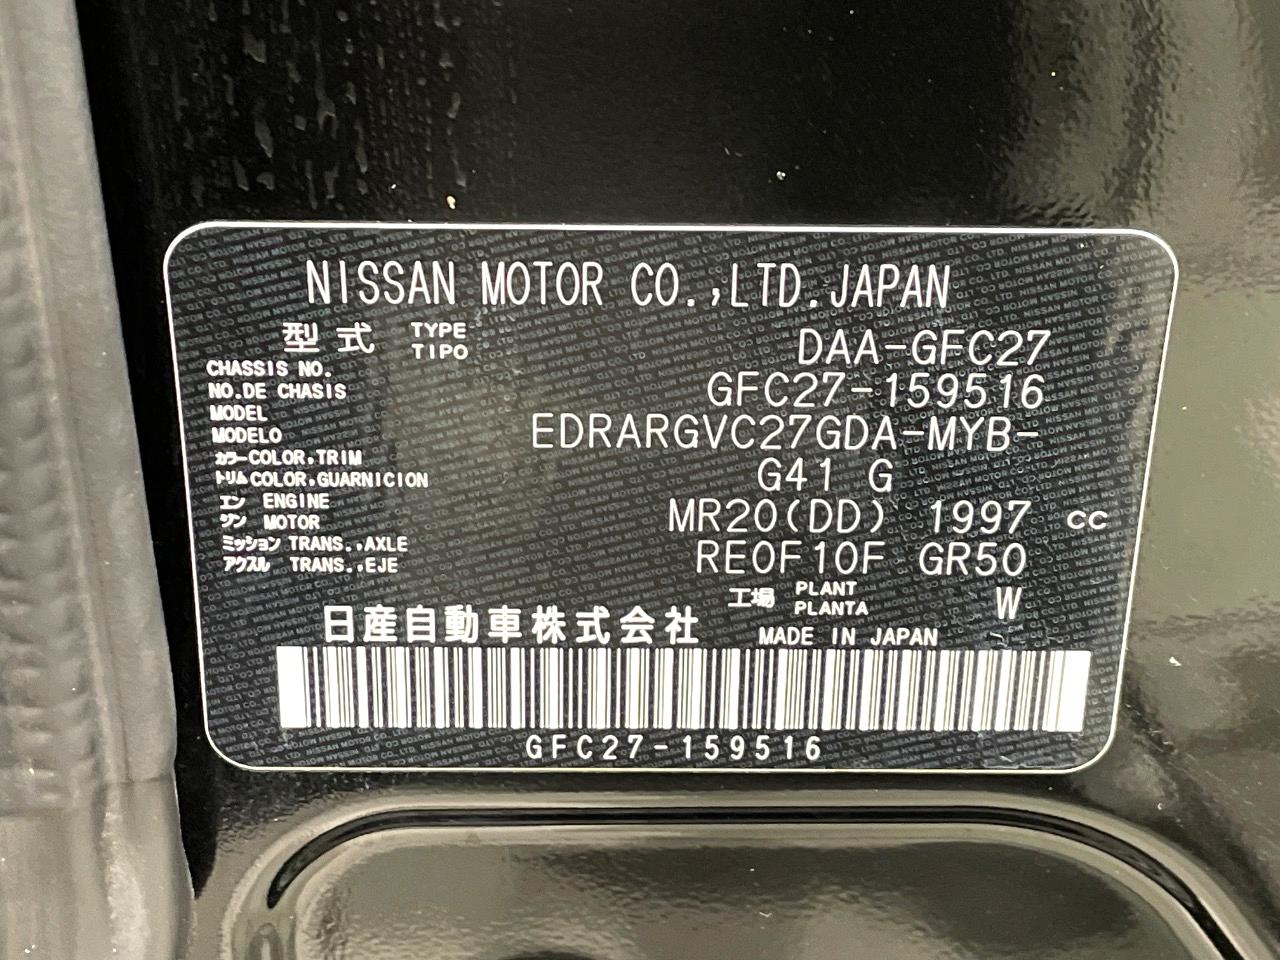 NISSAN MOTOR CO.,LTD.JAPAN
型式 TYPE TIPO DAA-GFC27
CHASSIS NO.
NO.DE CHASIS GFC27-159516
MODEL
MODELO EDRARGVC27GDA-MYB-
カラー COLOR,TRIM
トリム COLOR,GUARNICION G41 G
エン ENGINE
ジン MOTOR MR20(DD) 1997 CC
ミッション TRANS.,AXLE
アクスル TRANS.,EJE RE0F10F GR50
工場 PLANT PLANTA W
日産自動車株式会社 MADE IN JAPAN
GFC27-159516